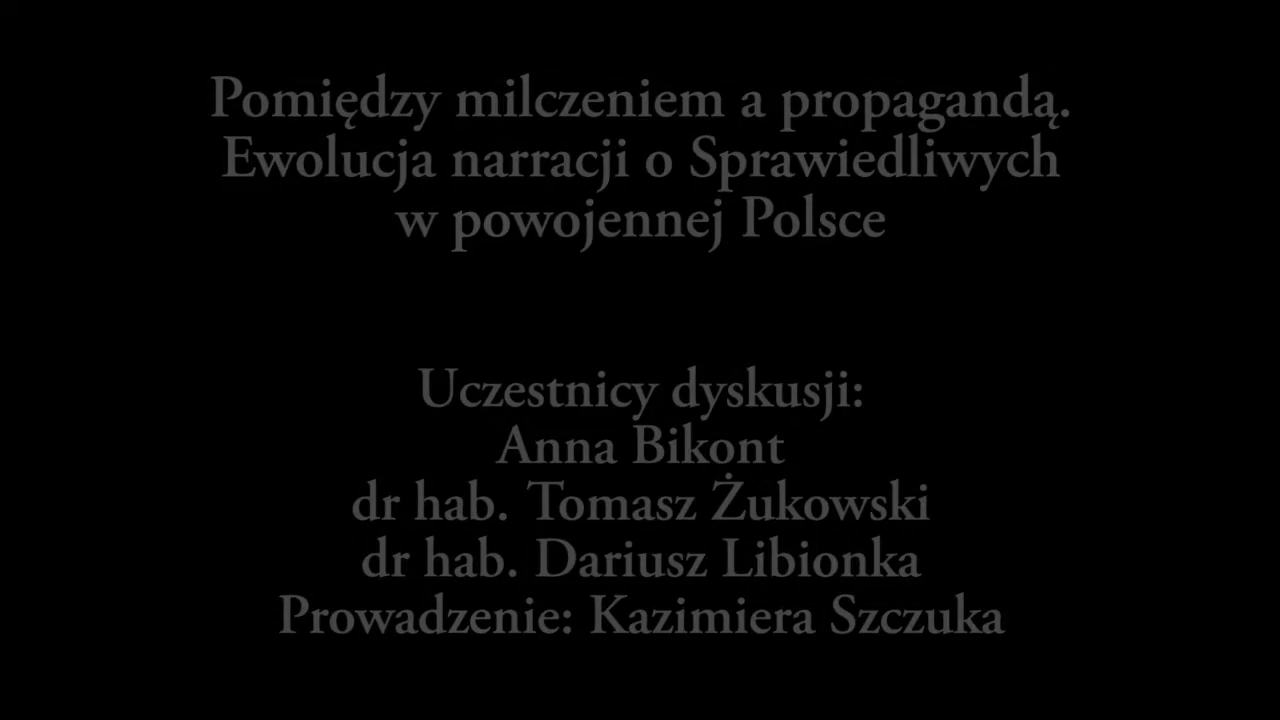 Pomiędzy milczeniem a propagandą.
Ewolucja narracji o Sprawiedliwych
w powojennej Polsce
Uczestnicy dyskusji:
Anna Bikont
dr hab. Tomasz Żukowski
dr hab. Dariusz Libionka
Prowadzenie: Kazimiera Szczuka